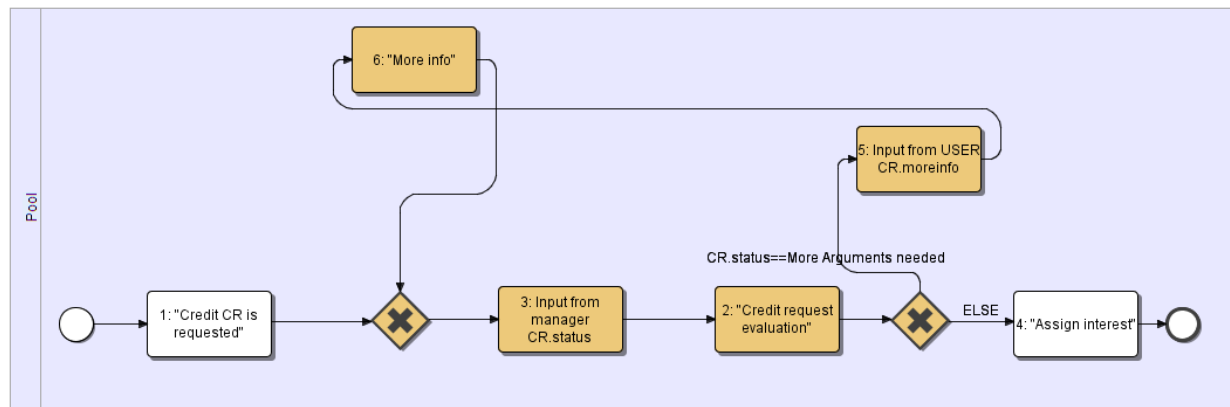 Pool
6: "More info"
5: Input from USER
CR.moreinfo
CR.status==More Arguments needed
1: "Credit CR is
requested"
3: Input from
manager
CR.status
2: "Credit request
evaluation"
ELSE
4: "Assign interest"